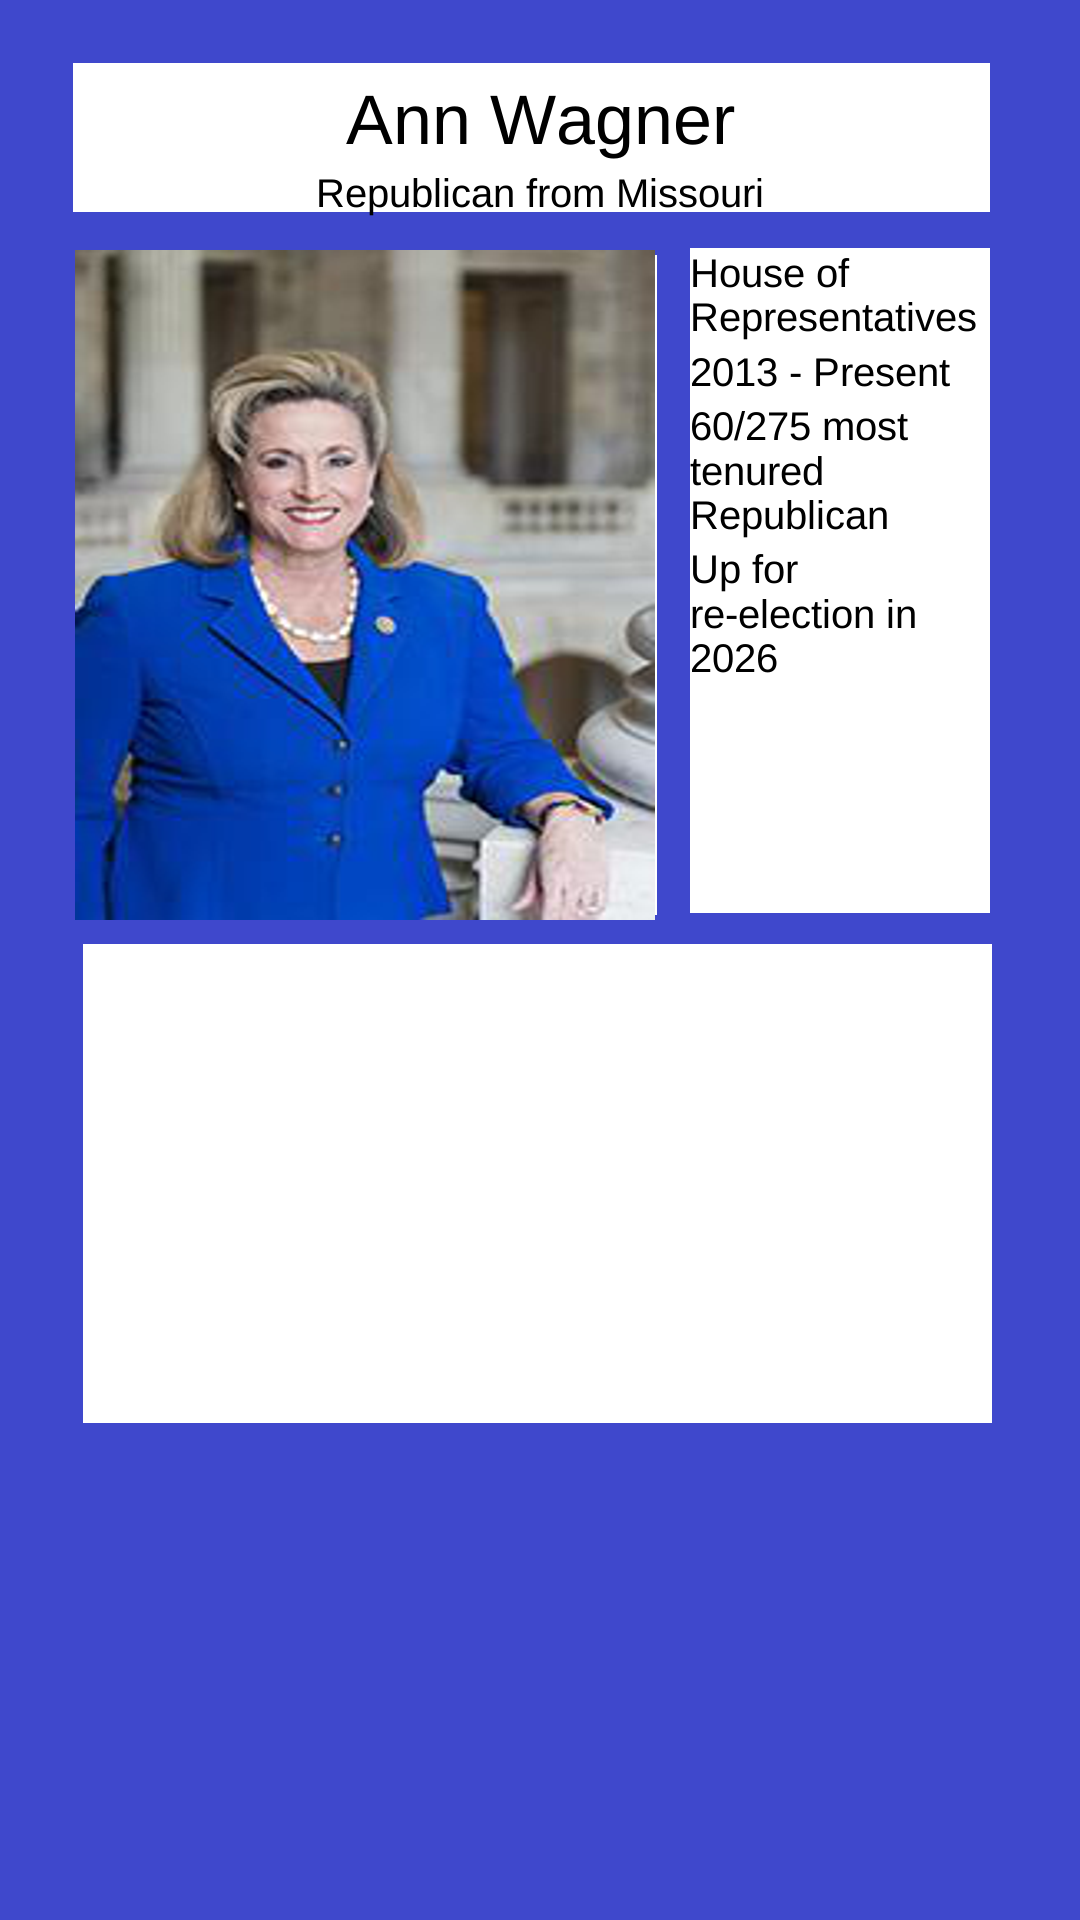 Ann Wagner
Republican from Missouri
House of
Representatives
2013 - Present
60/275 most
tenured
Republican
Up for
re-election in
2026